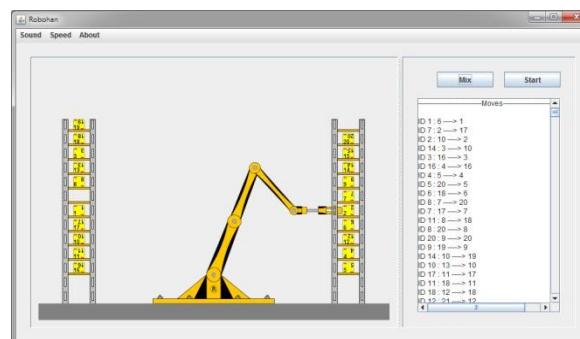 Robohan
Sound Speed About
Mix Start
Moves
ID 1 : 6 ----> 1
ID 7 : 2 ----> 17
ID 2 : 10 ----> 2
ID 14 : 3 ----> 10
ID 3 : 16 ----> 3
ID 16 : 4 ----> 16
ID 4 : 5 ----> 4
ID 5 : 20 ----> 5
ID 6 : 18 ----> 6
ID 8 : 7 ----> 20
ID 7 : 17 ----> 7
ID 11 : 8 ----> 18
ID 8 : 20 ----> 8
ID 20 : 9 ----> 20
ID 9 : 19 ----> 9
ID 14 : 10 ----> 19
ID 10 : 13 ----> 10
ID 17 : 11 ----> 17
ID 11 : 18 ----> 11
ID 18 : 12 ----> 18
ID 12 : 21 ----> 12